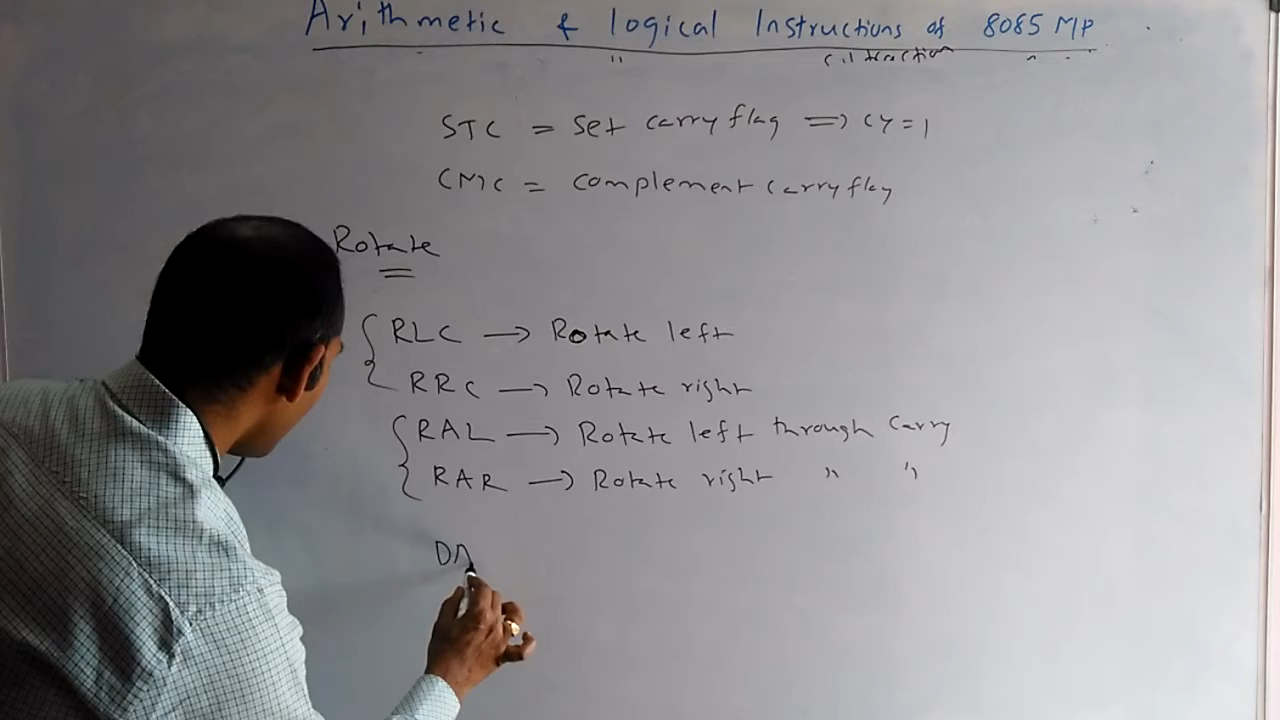 Arithmetic & logical Instructions of 8085 MP
STC = Set carry flag => CY=1
CMC = complement carry flag
Rotate
RLC → Rotate left
RRC → Rotate right
RAL → Rotate left through carry
RAR → Rotate right " "
DA